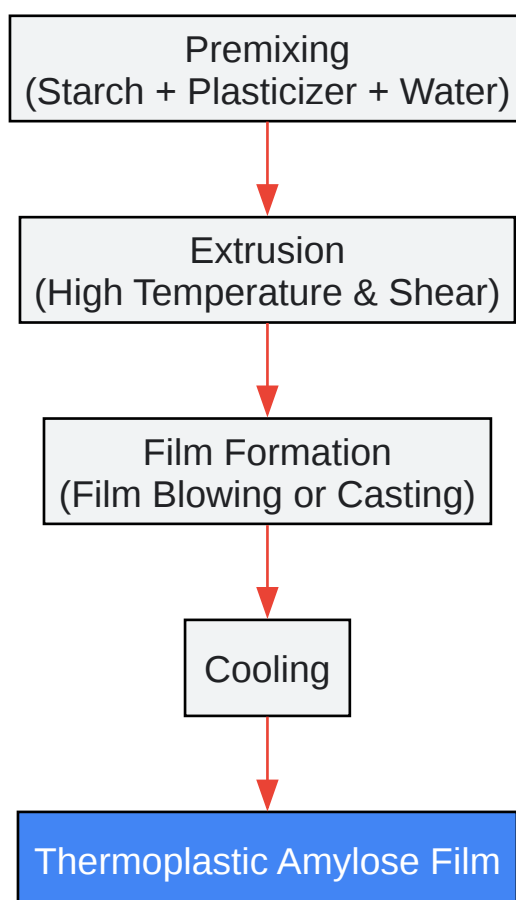 Premixing
(Starch + Plasticizer + Water)
Extrusion
(High Temperature & Shear)
Film Formation
(Film Blowing or Casting)
Cooling
Thermoplastic Amylose Film